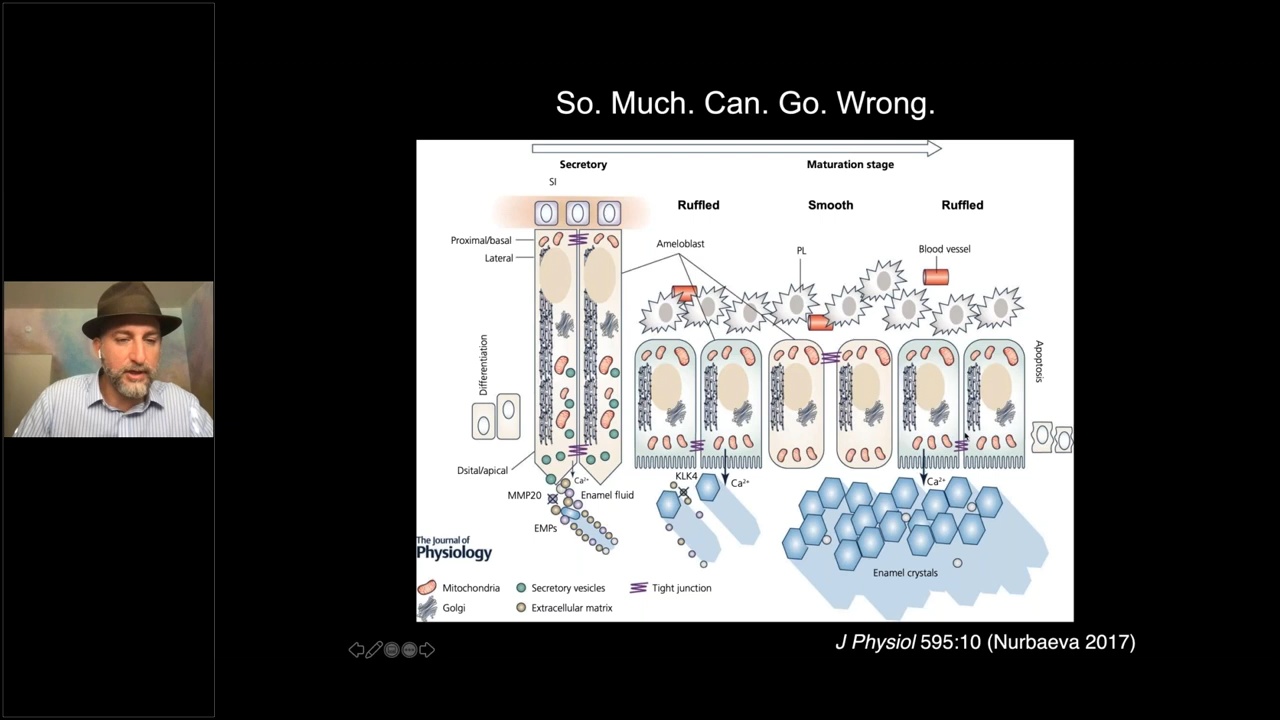 So. Much. Can. Go. Wrong.
Secretory
Maturation stage
SI
Ruffled
Smooth
Ruffled
Proximal/basal
Lateral
Ameloblast
PL
Blood vessel
Differentiation
Apoptosis
Dsital/apical
Ca²⁺
KLK4
Ca²⁺
Ca²⁺
MMP20
Enamel fluid
EMPs
Enamel crystals
The Journal of
Physiology
Mitochondria
Secretory vesicles
Tight junction
Golgi
Extracellular matrix
J Physiol 595:10 (Nurbaeva 2017)